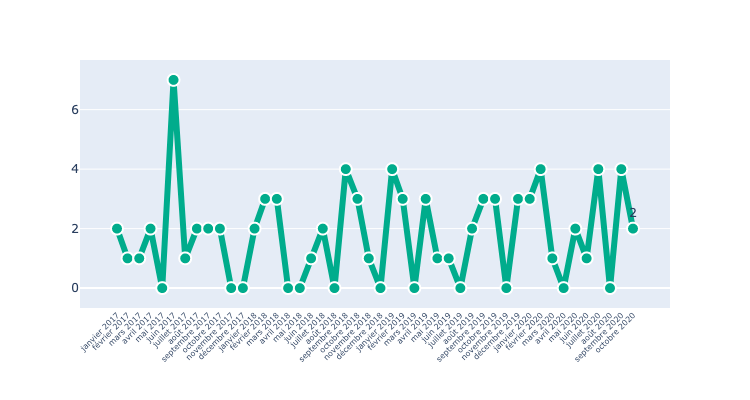 6
4
2
0
2
janvier 2017
février 2017
mars 2017
avril 2017
mai 2017
juin 2017
juillet 2017
août 2017
septembre 2017
octobre 2017
novembre 2017
décembre 2017
janvier 2018
février 2018
mars 2018
avril 2018
mai 2018
juin 2018
juillet 2018
août 2018
septembre 2018
octobre 2018
novembre 2018
décembre 2018
janvier 2019
février 2019
mars 2019
avril 2019
mai 2019
juin 2019
juillet 2019
août 2019
septembre 2019
octobre 2019
novembre 2019
décembre 2019
janvier 2020
février 2020
mars 2020
avril 2020
mai 2020
juin 2020
juillet 2020
août 2020
septembre 2020
octobre 2020